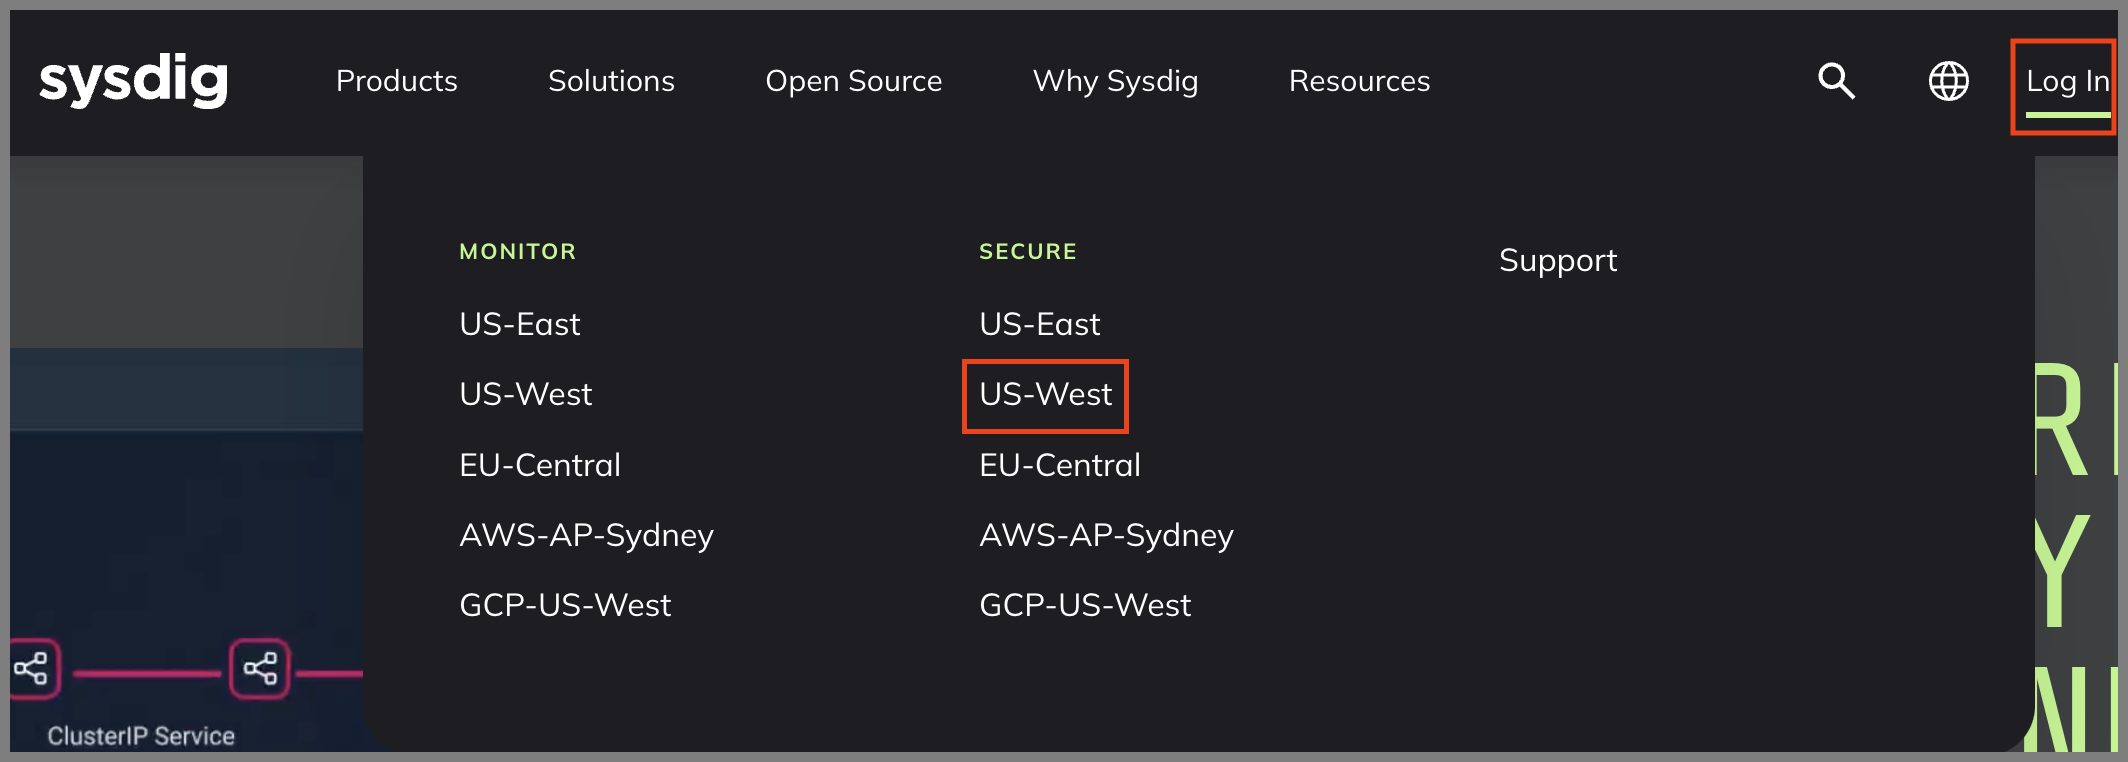 sysdig
Products
Solutions
Open Source
Why Sysdig
Resources
Log In
MONITOR
US-East
US-West
EU-Central
AWS-AP-Sydney
GCP-US-West
SECURE
US-East
US-West
EU-Central
AWS-AP-Sydney
GCP-US-West
Support
ClusterIP Service